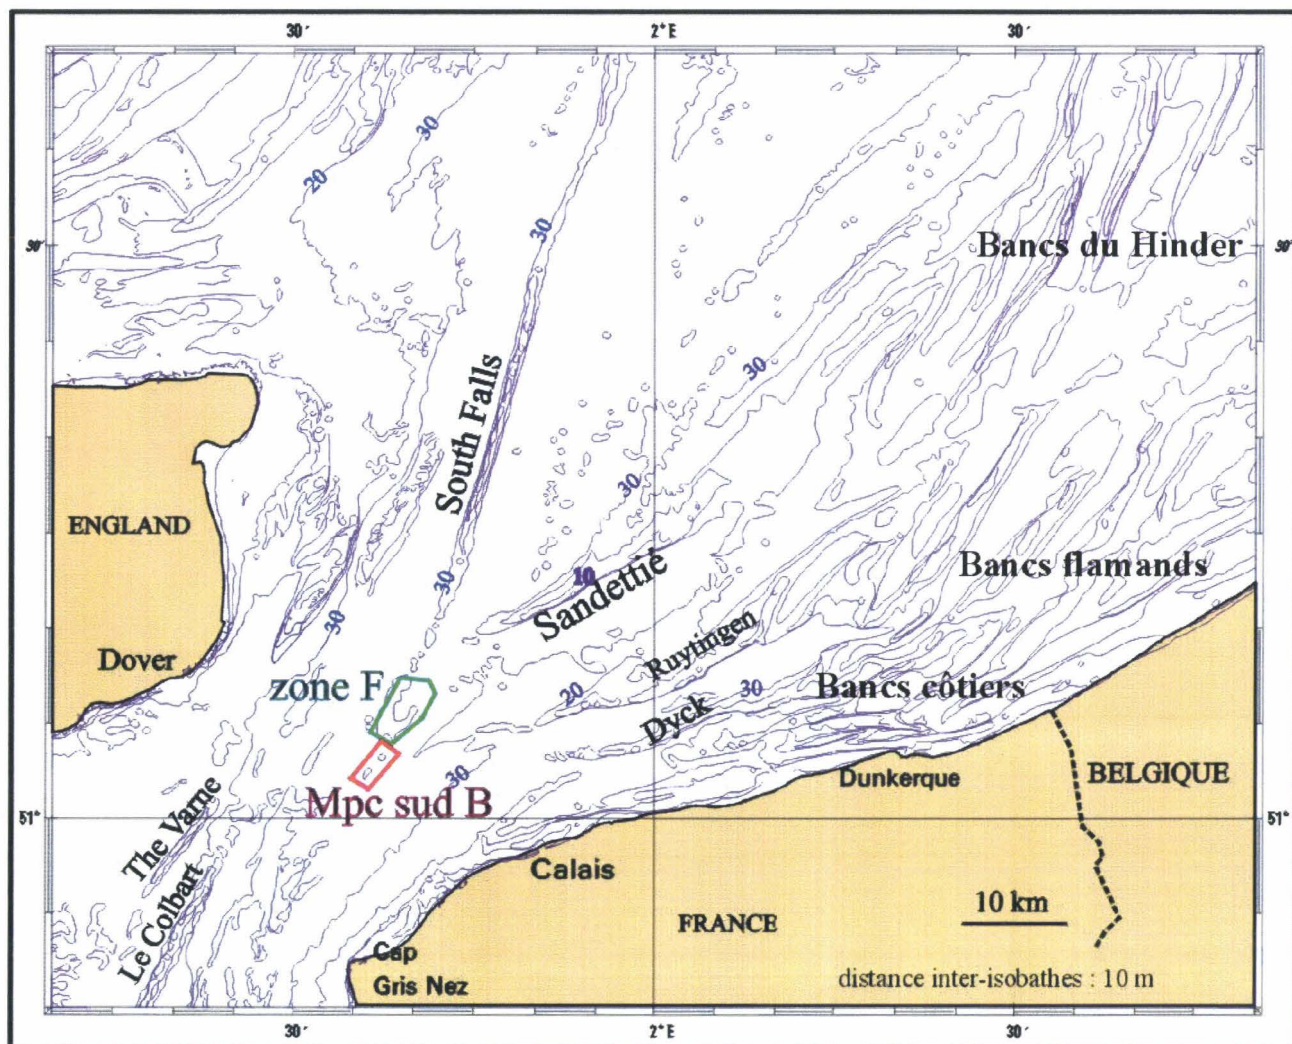 30'
2° E
30'
30
20
30
30'
Bancs du Hinder
30'
South Falls
30
ENGLAND
30
10
Sandettié
Bancs flamands
30
30
Dover
Ruytingen
zone F
20
30
Bancs côtiers
Dyck
30
Dunkerque
BELGIQUE
Mpc sud B
51°
51°
The Varne
Calais
Le Colbart
10 km
FRANCE
Cap
Gris Nez
distance inter-isobathes : 10 m
30'
2° E
30'